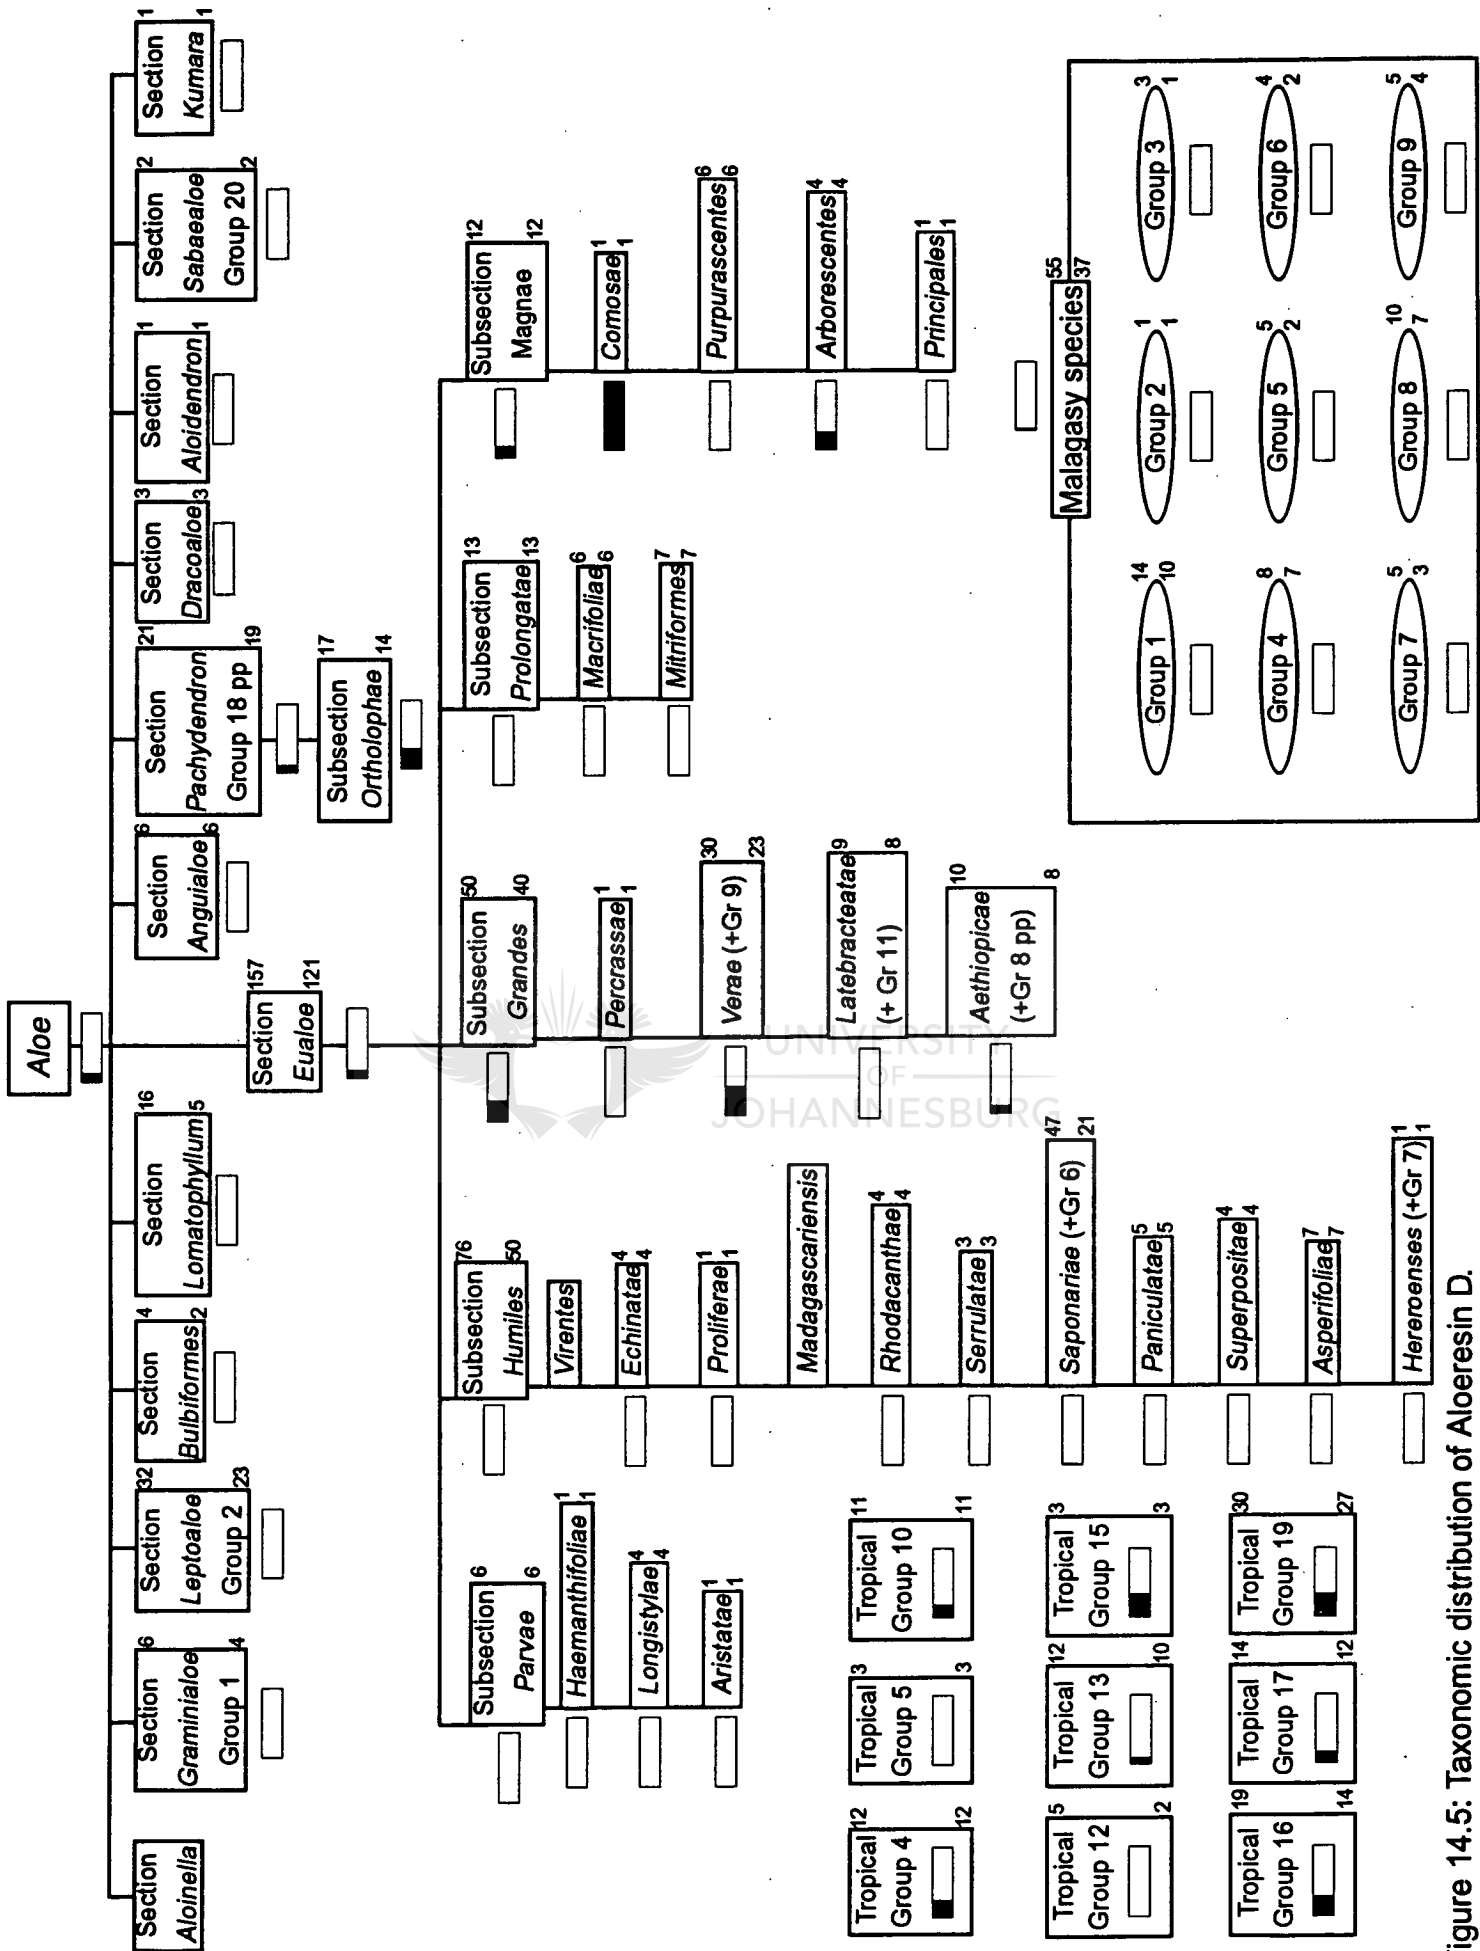 Aloe
Section
Aloinella
Section 6
Graminialoe
Group 1 4
Section 32
Leptoaloe
Group 2 23
Section 4
Bulbiformes 2
Section 16
Lomatophyllum 5
Section 157
Eualoe 121
Section 6
Anguialoe 6
Section 21
Pachydendron
Group 18 pp 19
Subsection 17
Ortholophae 14
Section 3
Dracoaloe 3
Section 1
Aloidendron 1
Section 2
Sabaealoe
Group 20 2
Section 1
Kumara 1
Subsection 6
Parvae 6
Haemanthifoliae 1
1
Longistylae 4
4
Aristatae 1
1
Subsection 76
Humiles 50
Virentes
Echinatae 4
4
Proliferae 1
1
Madagascariensis
Rhodacanthae 4
4
Serrulatae 3
3
Saponariae (+Gr 6) 47
21
Paniculatae 5
5
Superpositae 4
4
Asperifoliae 7
7
Hereroenses (+Gr 7) 1
1
Subsection 50
Grandes 40
Percrassae 1
1
Verae (+Gr 9) 30
23
Latebracteatae 9
(+ Gr 11) 8
Aethiopicae 10
(+Gr 8 pp) 8
Subsection 13
Prolongatae 13
Macrifoliae 6
6
Mitriformes 7
7
Subsection 12
Magnae 12
Comosae 1
1
Purpurascentes 6
6
Arborescentes 4
4
Principales 1
1
Tropical 12
Group 4 12
Tropical 3
Group 5 3
Tropical 11
Group 10 11
Tropical 5
Group 12 2
Tropical 12
Group 13 10
Tropical 3
Group 15 3
Tropical 19
Group 16 14
Tropical 14
Group 17 12
Tropical 30
Group 19 27
Malagasy species 55
37
Group 1 14
10
Group 2 1
1
Group 3 3
1
Group 4 8
7
Group 5 5
2
Group 6 4
2
Group 7 5
3
Group 8 10
7
Group 9 5
4
UNIVERSITY
OF
JOHANNESBURG
igure 14.5: Taxonomic distribution of Aloeresin D.